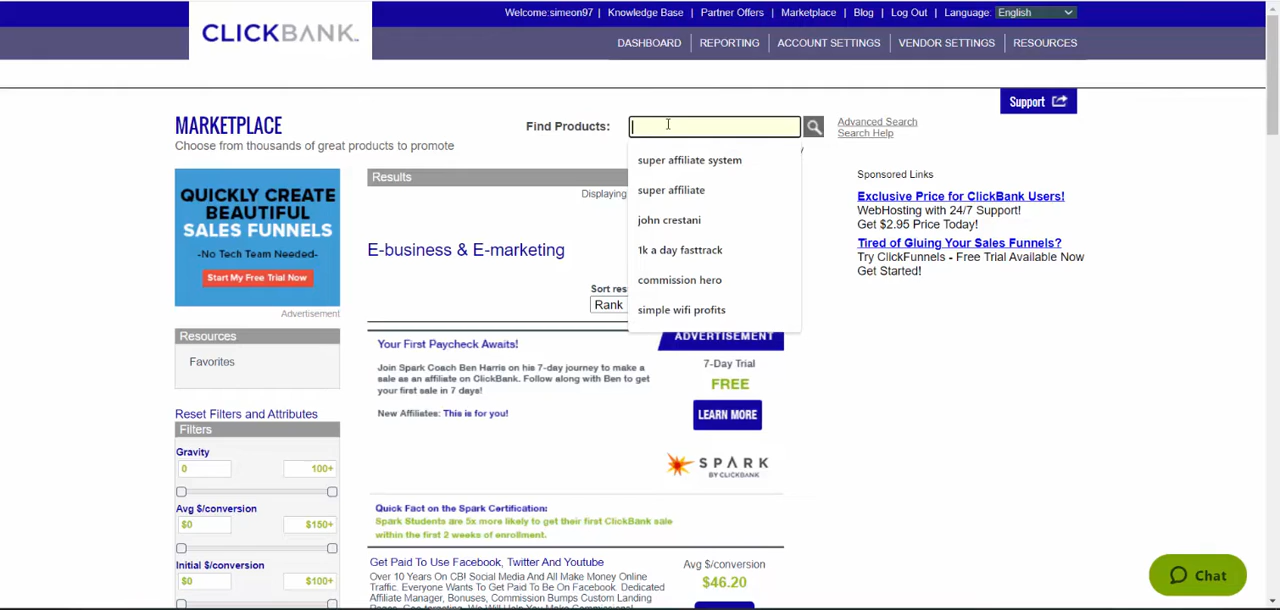 Welcome:simeon97 | Knowledge Base | Partner Offers | Marketplace | Blog | Log Out | Language: English
CLICKBANK
DASHBOARD REPORTING ACCOUNT SETTINGS VENDOR SETTINGS RESOURCES
Support
MARKETPLACE
Choose from thousands of great products to promote
Find Products:
Advanced Search
Search Help
super affiliate system
super affiliate
john crestani
1k a day fasttrack
commission hero
simple wifi profits
QUICKLY CREATE
BEAUTIFUL
SALES FUNNELS
-No Tech Team Needed-
Start My Free Trial Now
Advertisement
Resources
Favorites
Reset Filters and Attributes
Filters
Gravity
0 100+
Avg $/conversion
$0 $150+
Initial $/conversion
$0 $100+
Results
Displaying
E-business & E-marketing
Sort res
Rank
Your First Paycheck Awaits!
Join Spark Coach Ben Harris on his 7-day journey to make a
sale as an affiliate on ClickBank. Follow along with Ben to get
your first sale in 7 days!
New Affiliates: This is for you!
ADVERTISEMENT
7-Day Trial
FREE
LEARN MORE
SPARK
BY CLICKBANK
Quick Fact on the Spark Certification:
Spark Students are 5x more likely to get their first ClickBank sale
within the first 2 weeks of enrollment.
Get Paid To Use Facebook, Twitter And Youtube
Over 10 Years On CB! Social Media And All Make Money Online
Traffic. Everyone Wants To Get Paid To Be On Facebook. Dedicated
Affiliate Manager, Bonuses, Commission Bumps Custom Landing
Avg $/conversion
$46.20
Sponsored Links
Exclusive Price for ClickBank Users!
WebHosting with 24/7 Support!
Get $2.95 Price Today!
Tired of Gluing Your Sales Funnels?
Try ClickFunnels - Free Trial Available Now
Get Started!
Chat